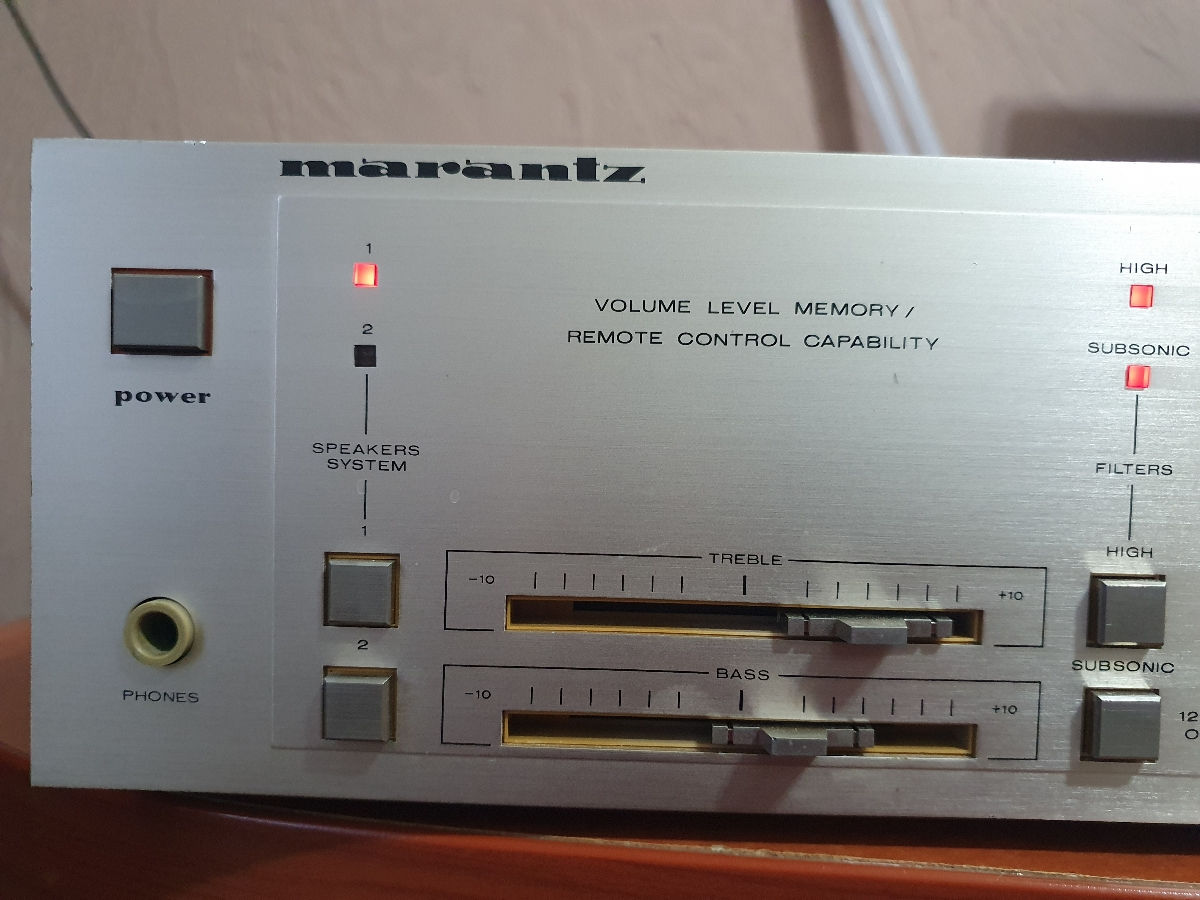 marantz
power
PHONES
1
2
SPEAKERS
SYSTEM
1
2
VOLUME LEVEL MEMORY/
REMOTE CONTROL CAPABILITY
TREBLE
-10
+10
BASS
-10
+10
HIGH
SUBSONIC
FILTERS
HIGH
SUBSONIC
12